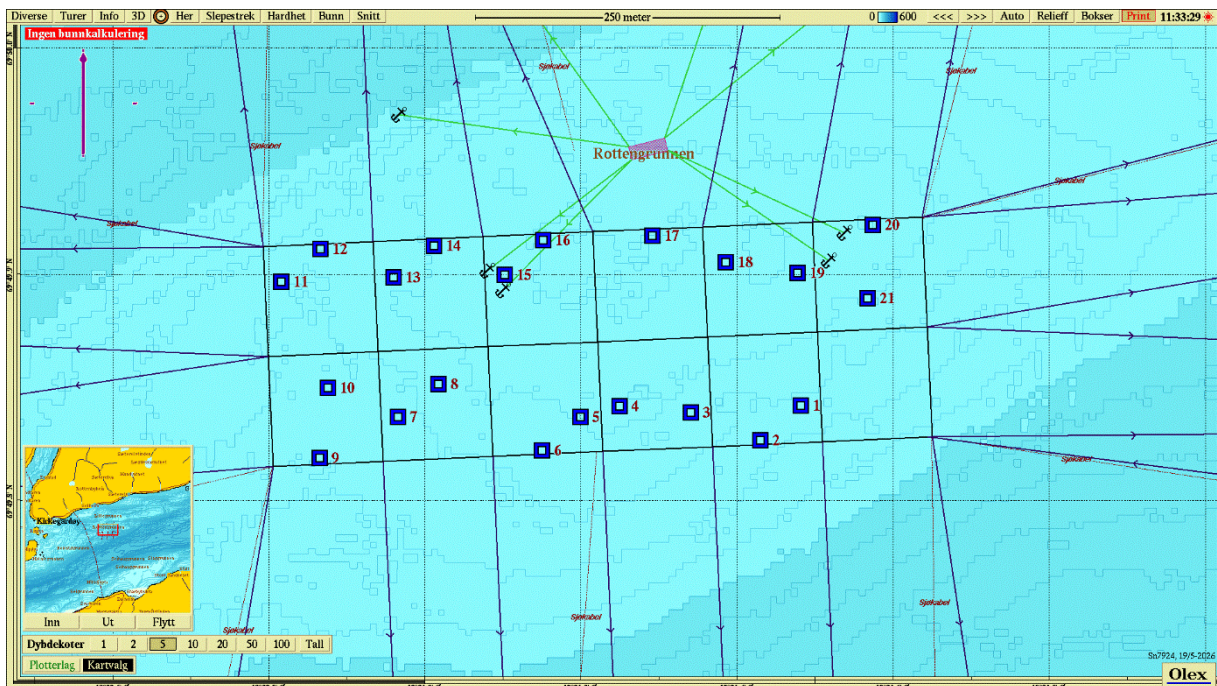 Diverse Turer Info 3D Her Slepestrek Hardhet Bunn Snitt 250 meter 0 600 <<< >>> Auto Relieff Bokser Print 11:33:29
Ingen bunnkalkulering
Sjøkabel
Sjøkabel
Sjøkabel
Rottengrunnen
Sjøkabel
Sjøkabel
20
16
17
12
14
18
19
15
13
11
21
8
10
1
4
3
7
5
2
6
9
Sjøkabel
Kirkegardøy
Sjøkabel
Sjøkabel
Sjøkabel
Inn Ut Flytt
Dybdekoter 1 2 5 10 20 50 100 Tall
Plotterlag Kartvalg
Sn7924, 19/5-2026
Olex